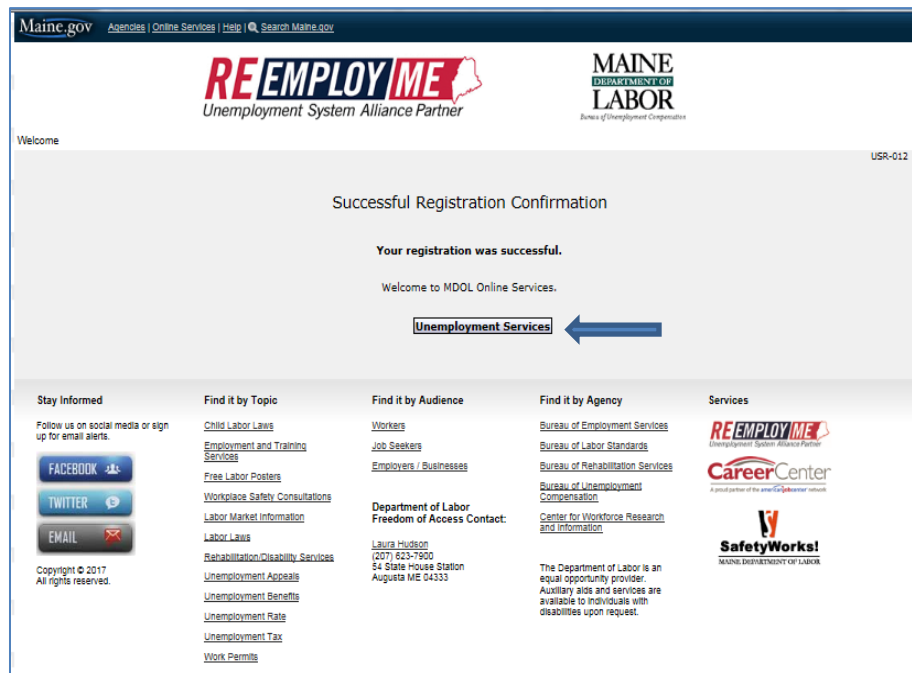 Maine.gov Agencies | Online Services | Help | Search Maine.gov
REEMPLOYME
Unemployment System Alliance Partner
MAINE
DEPARTMENT OF
LABOR
Bureau of Unemployment Compensation
Welcome
USR-012
Successful Registration Confirmation
Your registration was successful.
Welcome to MDOL Online Services.
Unemployment Services
Stay Informed
Follow us on social media or sign
up for email alerts.
FACEBOOK
TWITTER
EMAIL
Copyright © 2017
All rights reserved.
Find it by Topic
Child Labor Laws
Employment and Training
Services
Free Labor Posters
Workplace Safety Consultations
Labor Market Information
Labor Laws
Rehabilitation/Disability Services
Unemployment Appeals
Unemployment Benefits
Unemployment Rate
Unemployment Tax
Work Permits
Find it by Audience
Workers
Job Seekers
Employers / Businesses
Department of Labor
Freedom of Access Contact:
Laura Hudson
(207) 623-7900
54 State House Station
Augusta ME 04333
Find it by Agency
Bureau of Employment Services
Bureau of Labor Standards
Bureau of Rehabilitation Services
Bureau of Unemployment
Compensation
Center for Workforce Research
and Information
The Department of Labor is an
equal opportunity provider.
Auxiliary aids and services are
available to individuals with
disabilities upon request.
Services
REEMPLOYME
Unemployment System Alliance Partner
CareerCenter
A proud partner of the americanjobcenter network
SafetyWorks!
MAINE DEPARTMENT OF LABOR